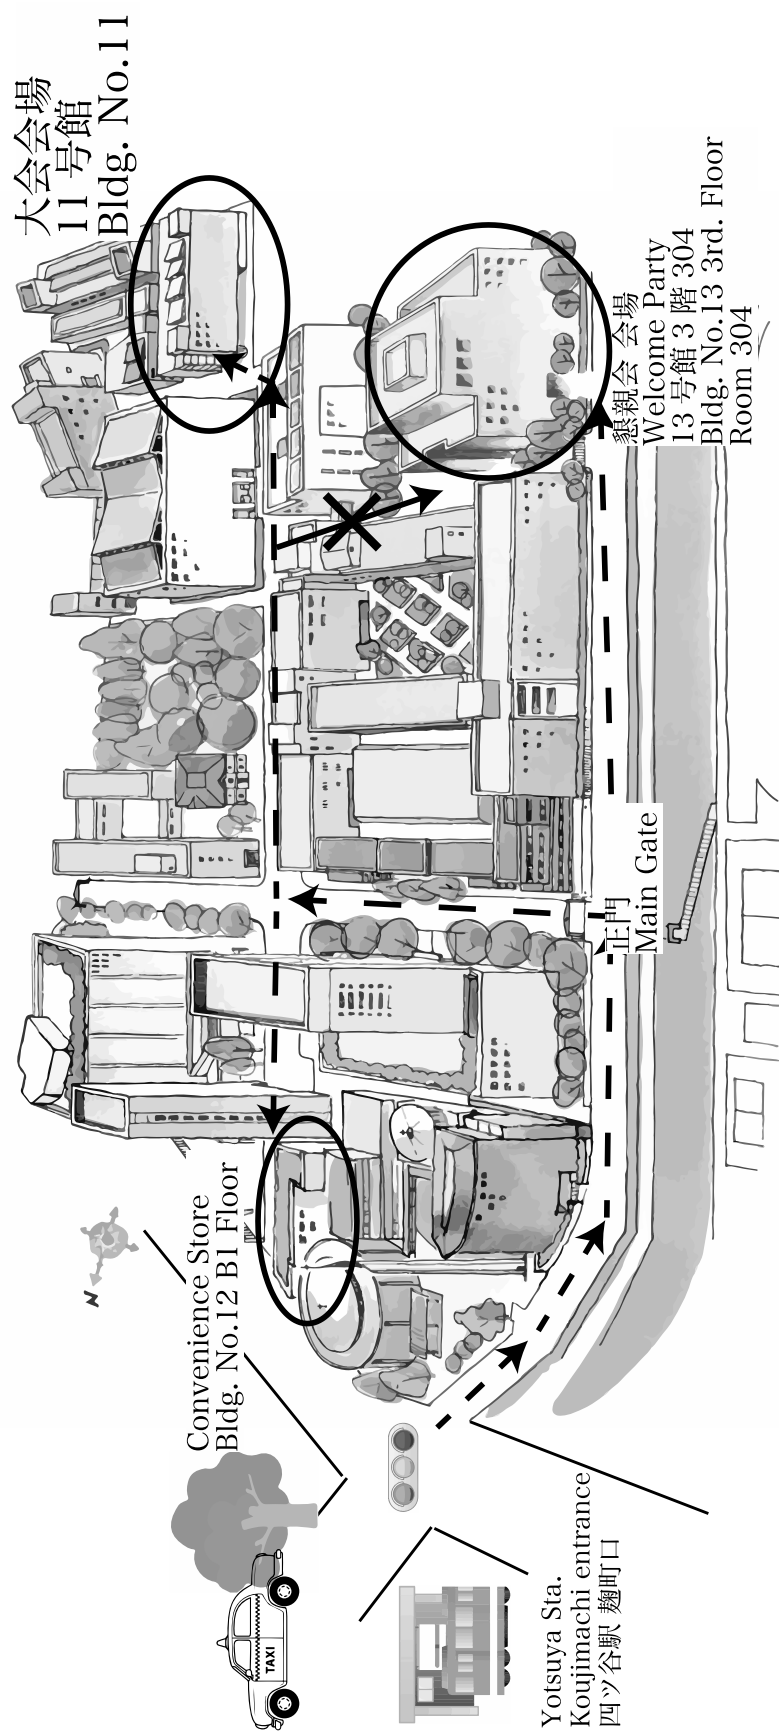 大会会場
11 号館
Bldg. No.11
懇親会 会場
Welcome Party
13 号館 3 階 304
Bldg. No.13 3rd. Floor
Room 304
正門
Main Gate
N
Convenience Store
Bldg. No.12 B1 Floor
TAXI
Yotsuya Sta.
Koujimachi entrance
四ツ谷駅 麹町口